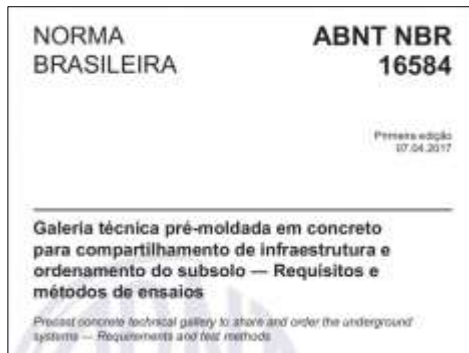 NORMA
BRASILEIRA
ABNT NBR
16584
Primeira edição
07.04.2017
Galeria técnica pré-moldada em concreto
para compartilhamento de infraestrutura e
ordenamento do subsolo — Requisitos e
métodos de ensaios
Precast concrete technical gallery to share and order the underground
systems — Requirements and test methods